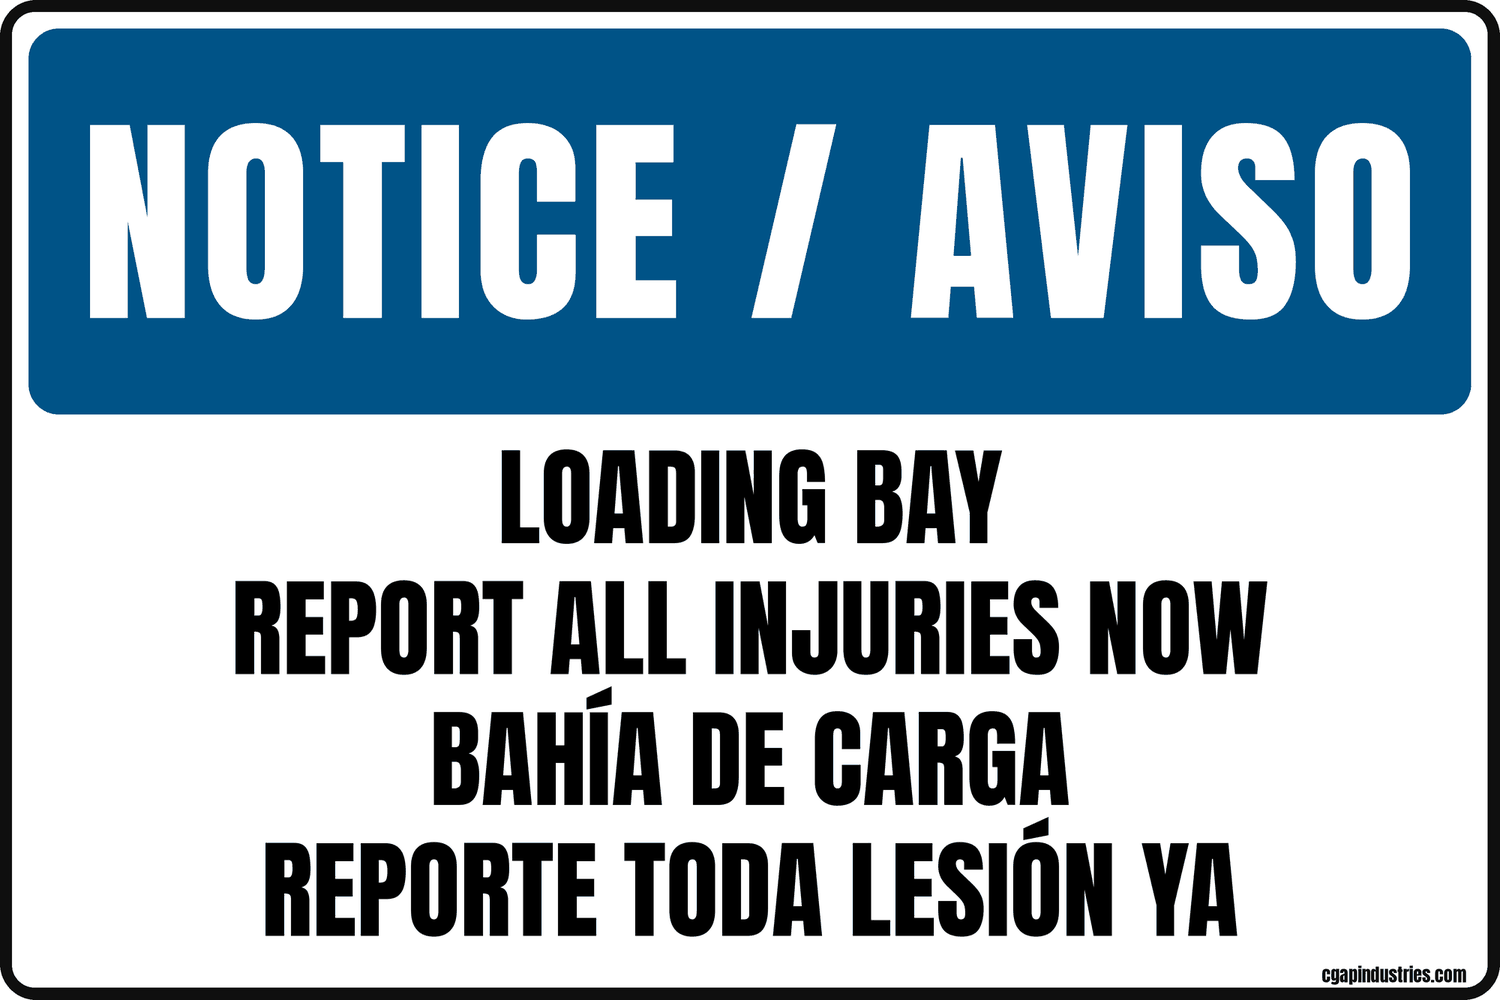 NOTICE / AVISO
LOADING BAY
REPORT ALL INJURIES NOW
BAHÍA DE CARGA
REPORTE TODA LESIÓN YA
cgapindustries.com